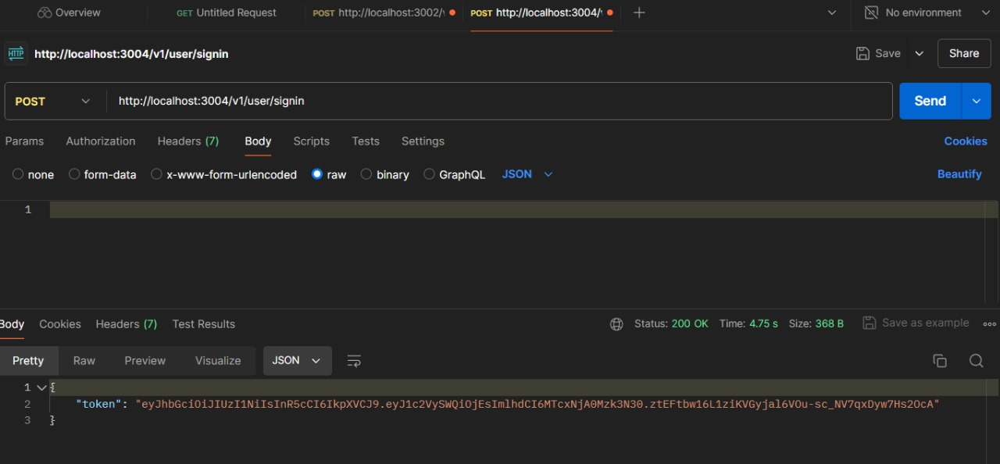 Overview GET Untitled Request POST http://localhost:3002/ POST http://localhost:3004/ No environment
HTTP http://localhost:3004/v1/user/signin Save Share
POST http://localhost:3004/v1/user/signin Send
Params Authorization Headers (7) Body Scripts Tests Settings Cookies
none form-data x-www-form-urlencoded raw binary GraphQL JSON Beautify
1
Body Cookies Headers (7) Test Results Status: 200 OK Time: 4.75 s Size: 368 B Save as example
Pretty Raw Preview Visualize JSON
1 {
2 "token": "eyJhbGciOiJIUzI1NiIsInR5cCI6IkpXVCJ9.eyJ1c2VySWQiOjEsImlhdCI6MTcxNjA0Mzk3N30.ztEFtbw16L1ziKVGyjal6VOu-sc_NV7qxDyw7Hs2OcA"
3 }